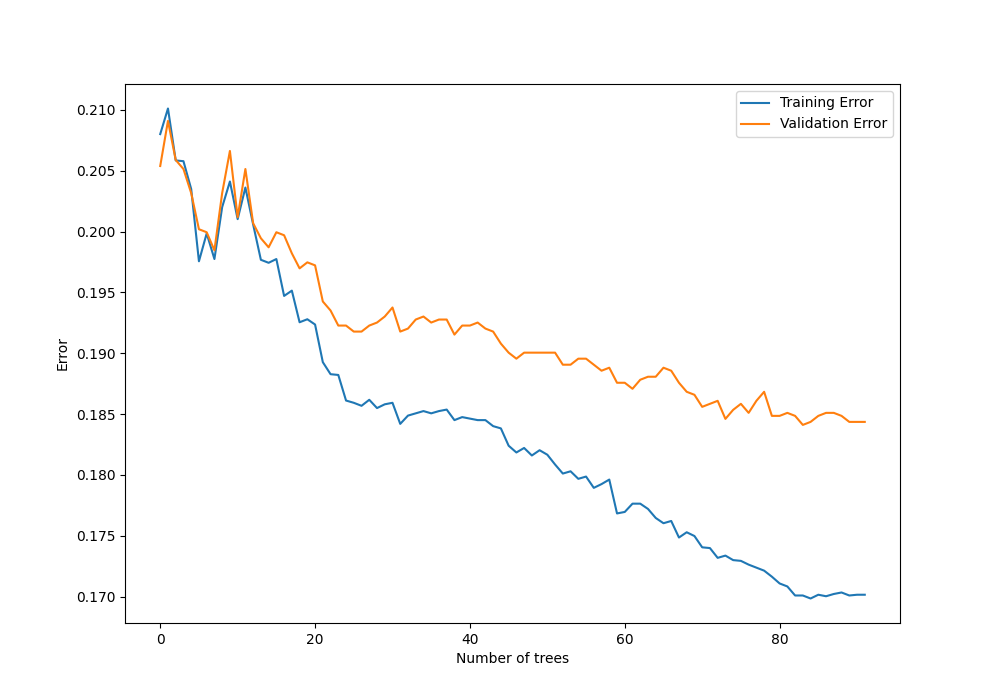 Training Error
Validation Error
0.210
0.205
0.200
0.195
0.190
0.185
0.180
0.175
0.170
Error
0 20 40 60 80
Number of trees